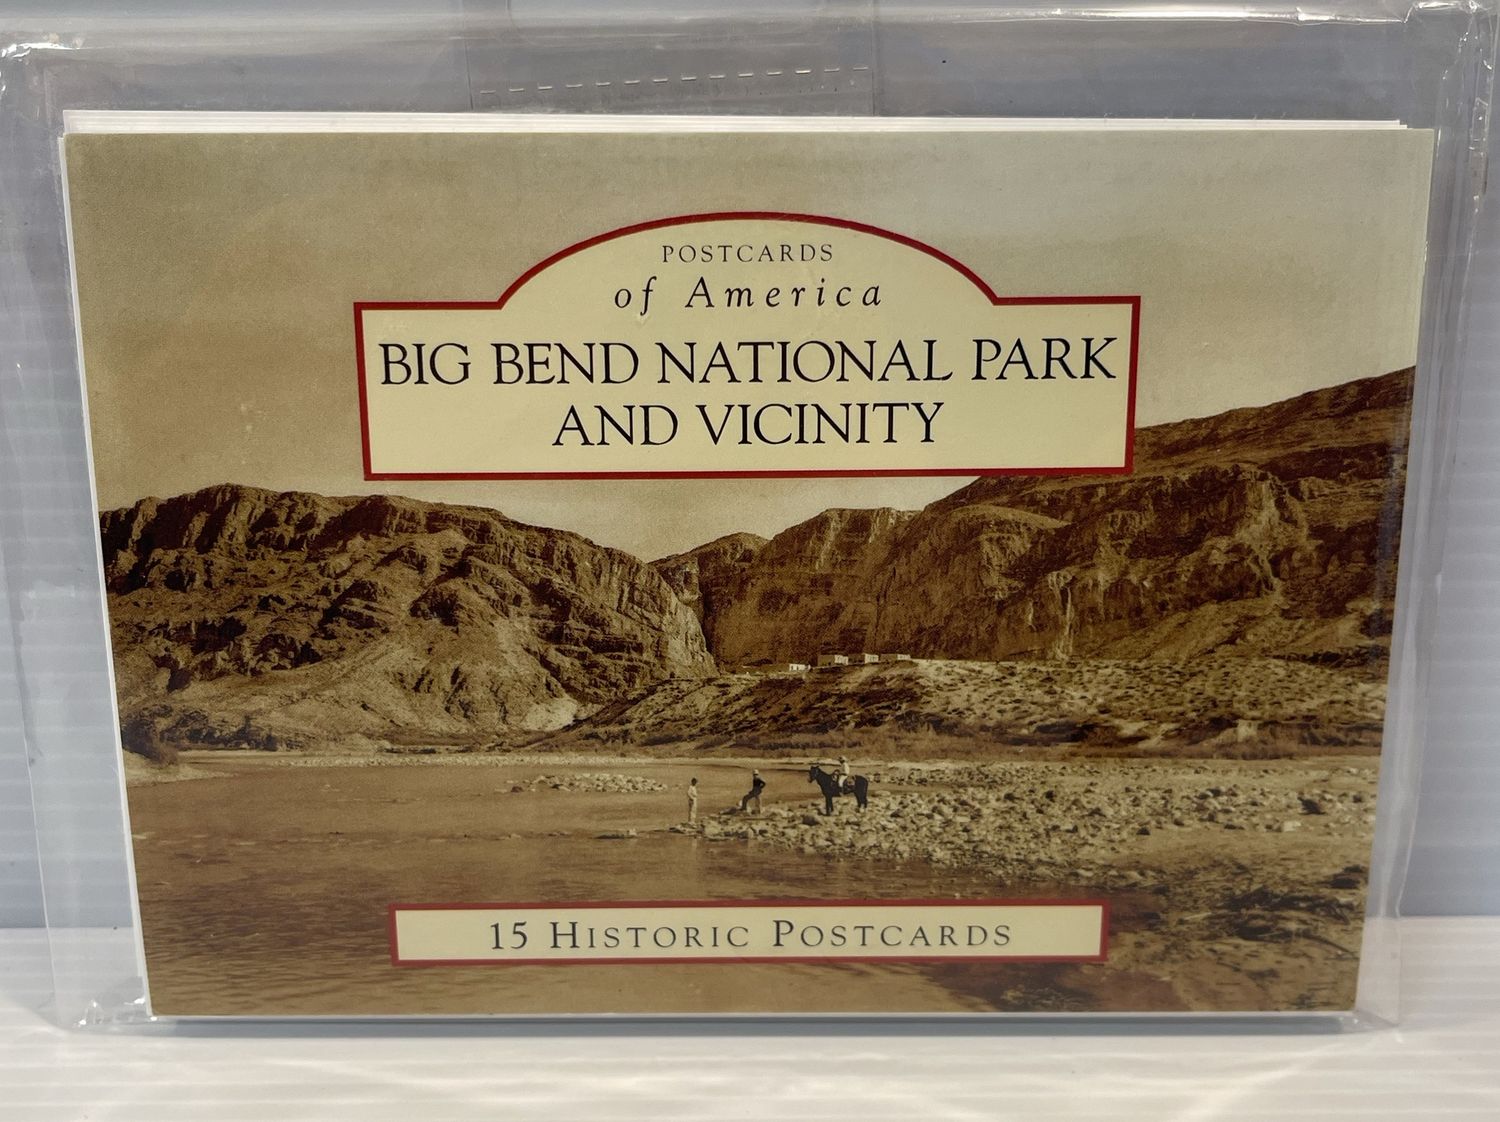 POSTCARDS
of America
BIG BEND NATIONAL PARK
AND VICINITY
15 HISTORIC POSTCARDS